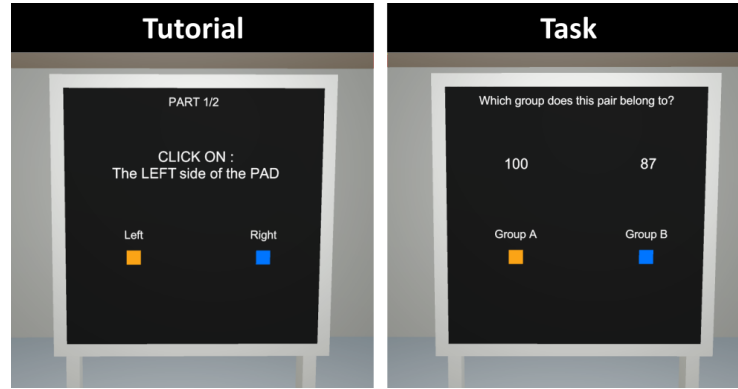 Tutorial
PART 1/2
CLICK ON :
The LEFT side of the PAD
Left Right
Task
Which group does this pair belong to?
100 87
Group A Group B